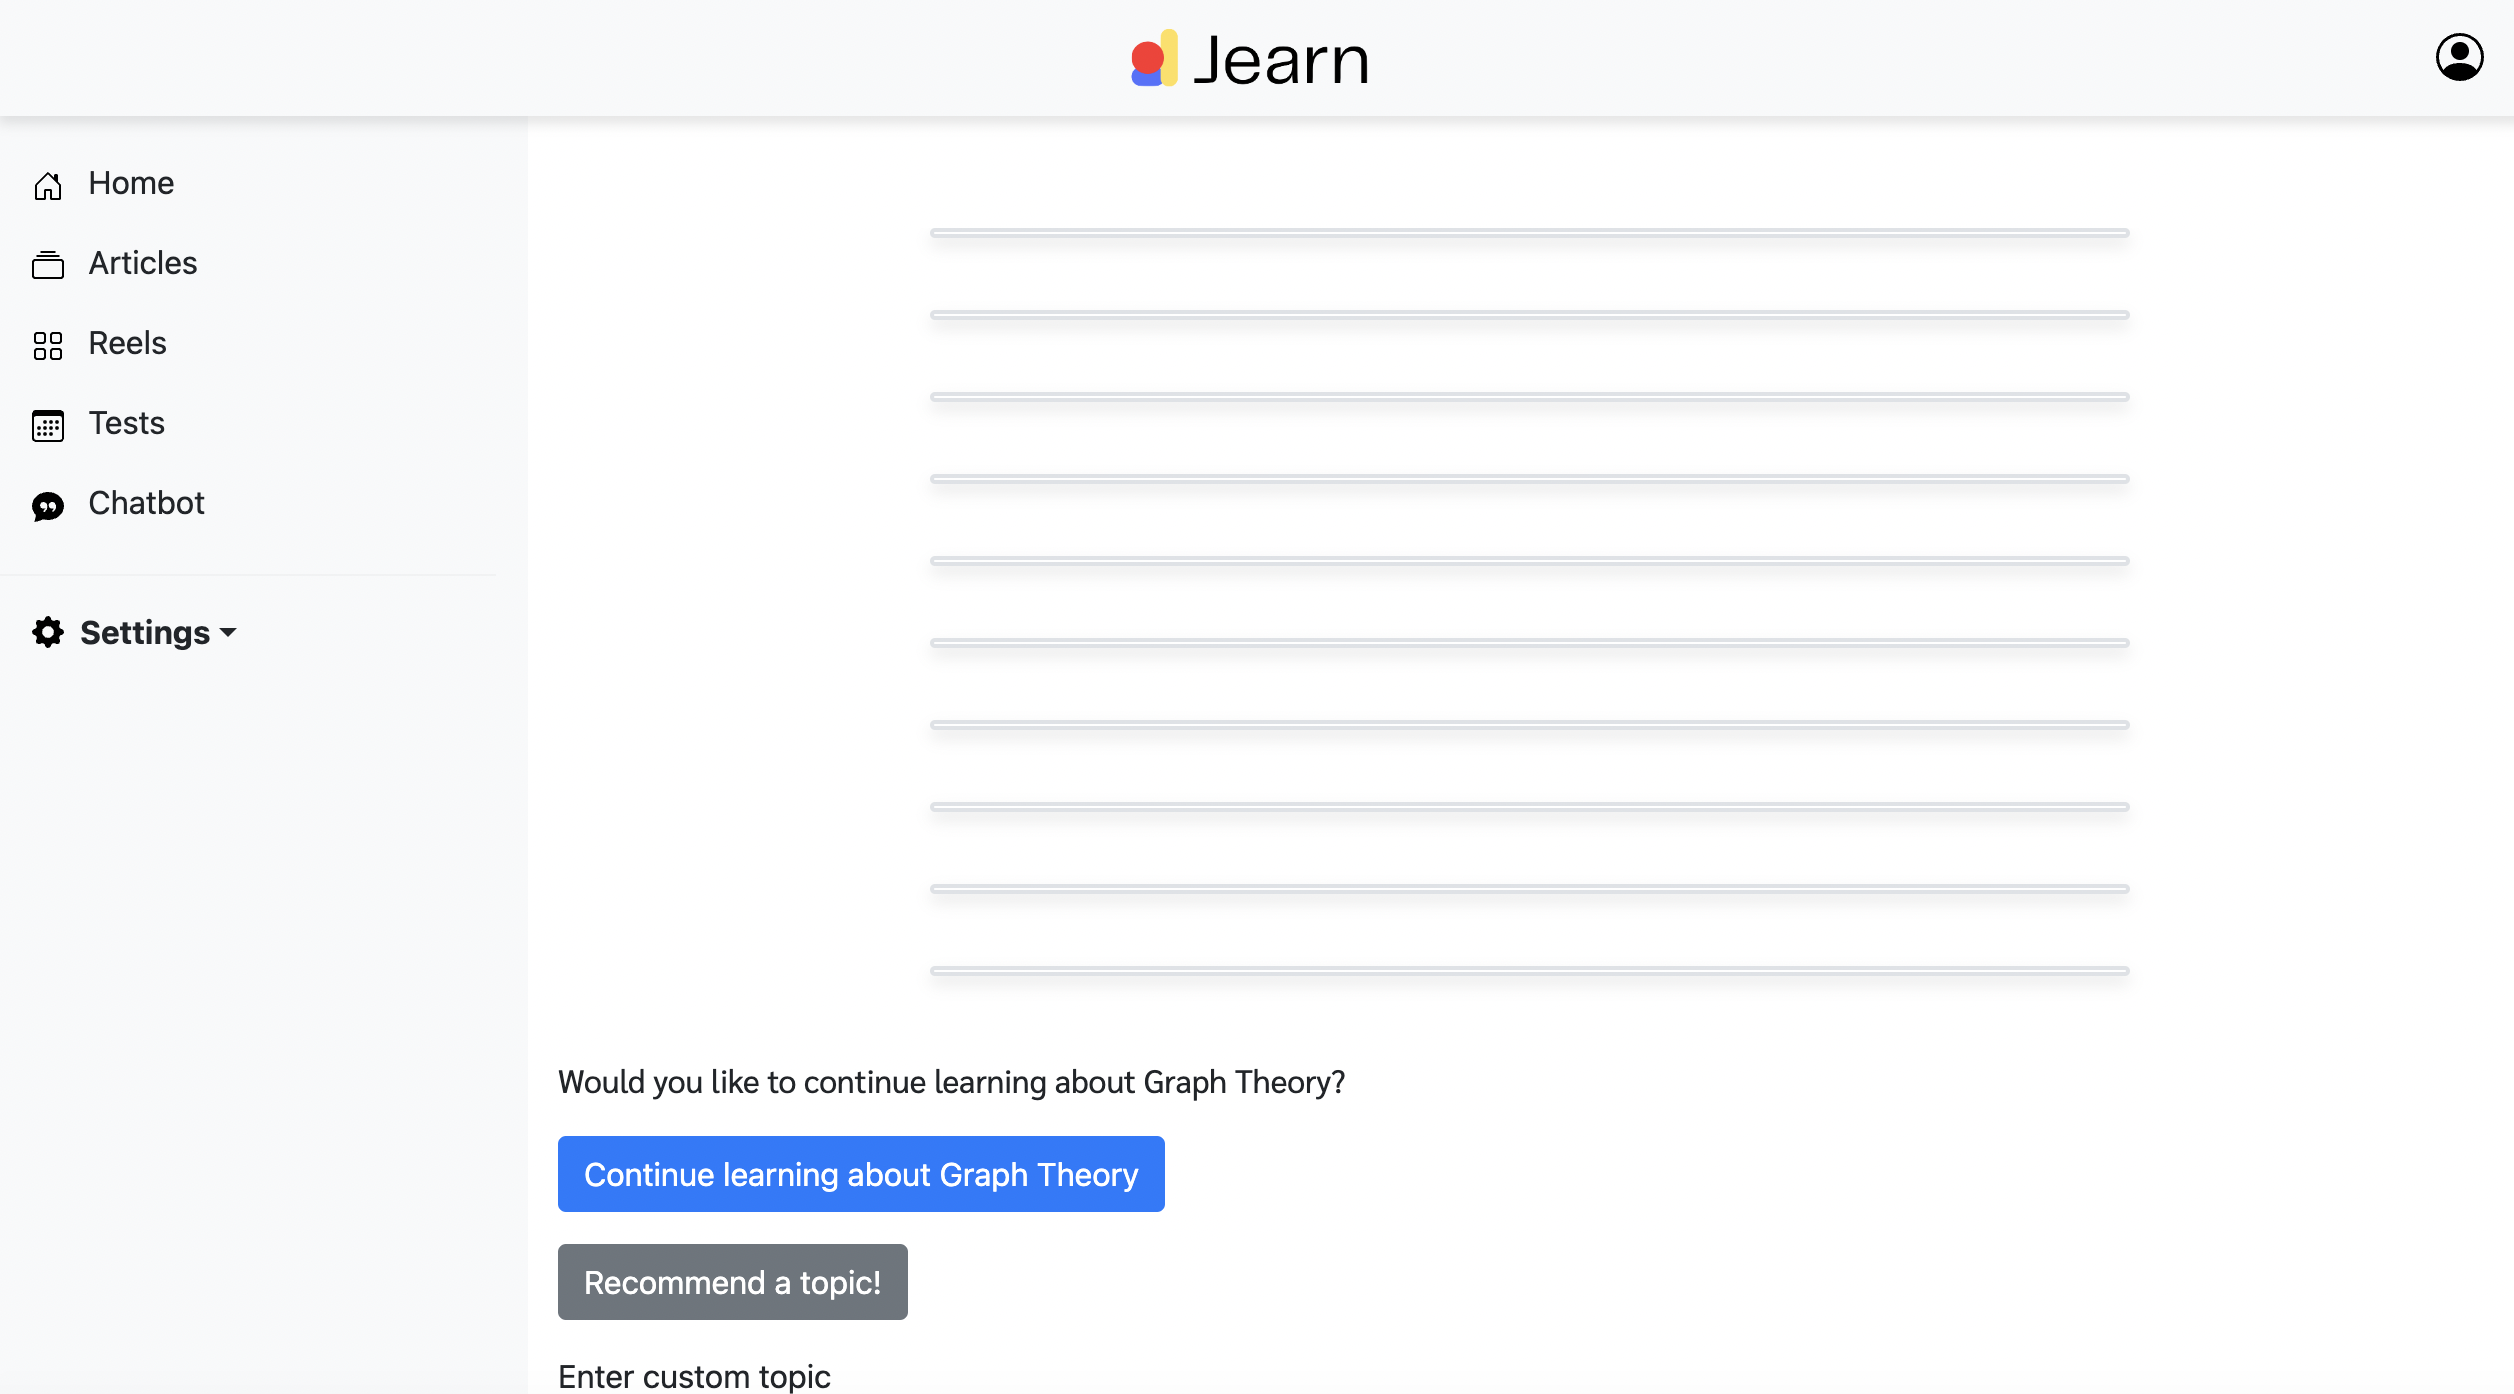 Jearn
Home
Articles
Reels
Tests
Chatbot
Settings
Would you like to continue learning about Graph Theory?
Continue learning about Graph Theory
Recommend a topic!
Enter custom topic